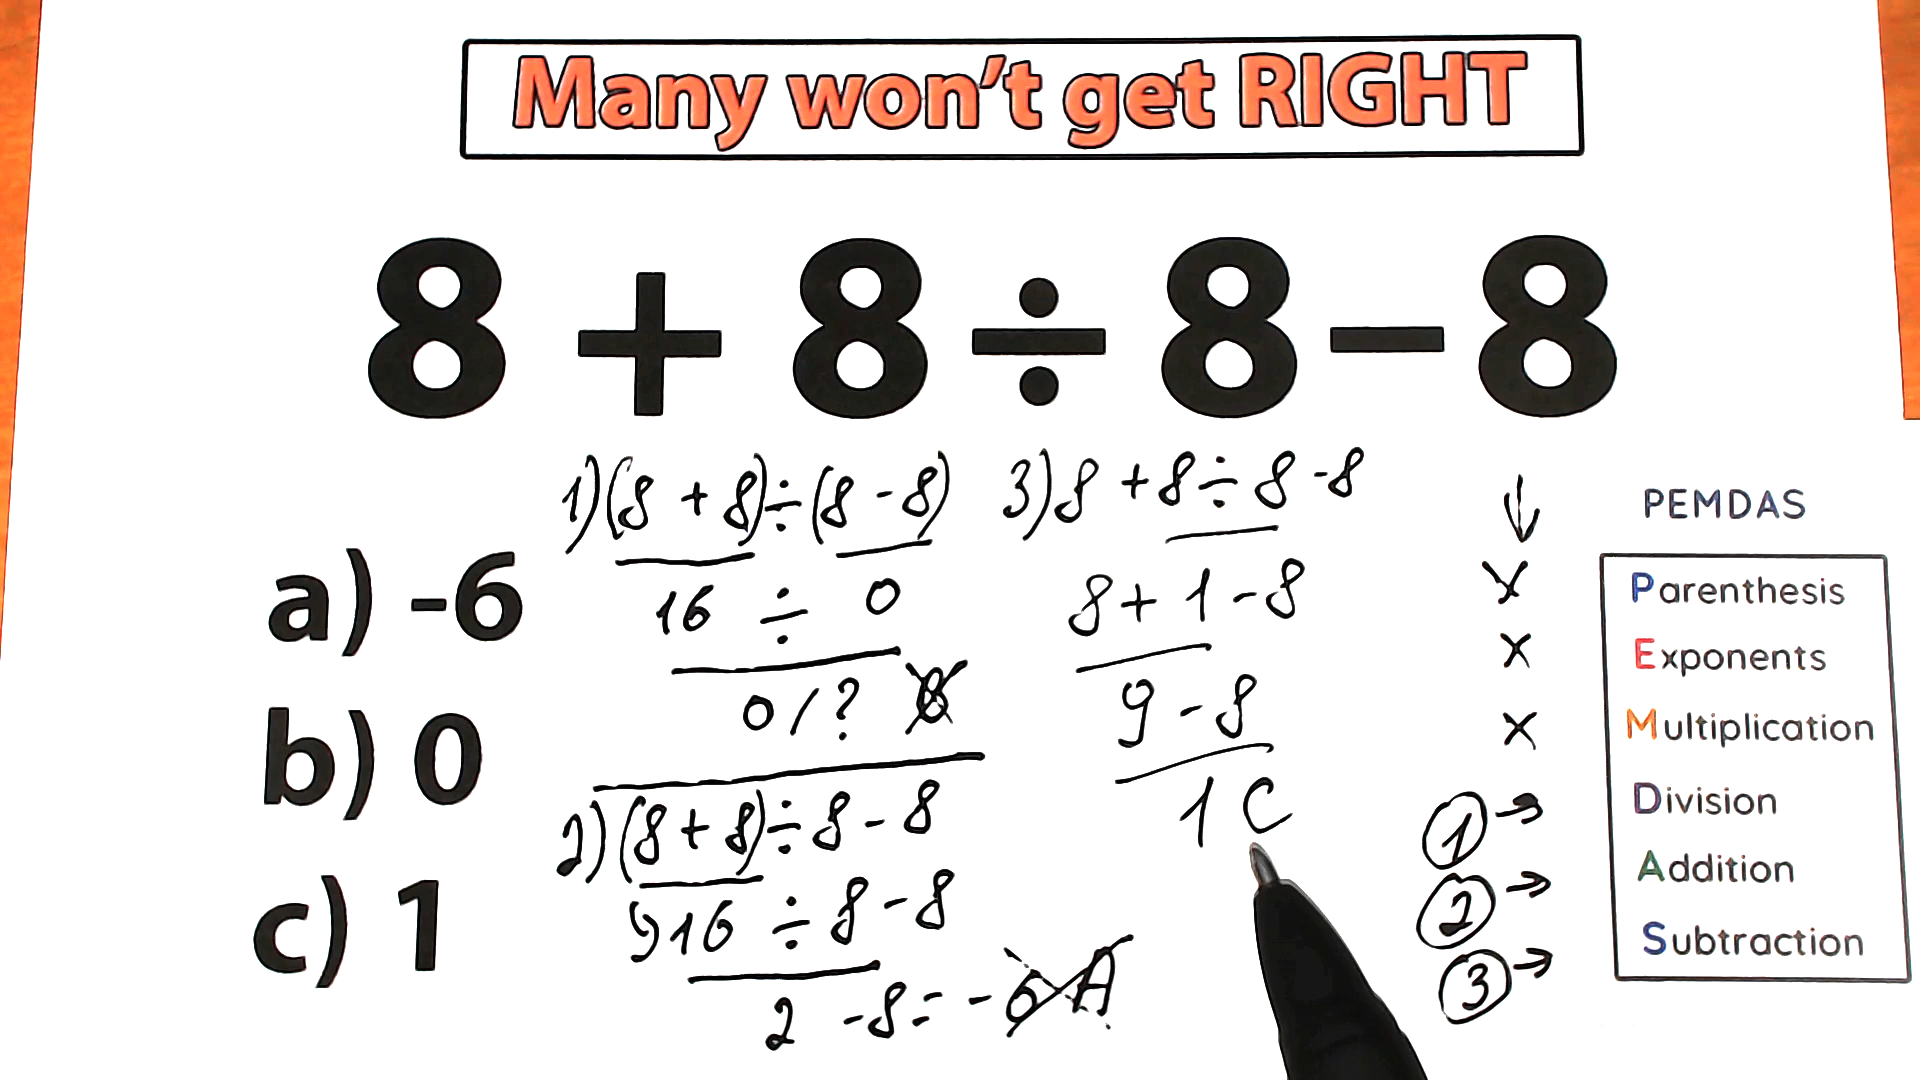 Many won't get RIGHT
8 + 8 ÷ 8 − 8
a) -6
b) 0
c) 1
1) (8 + 8) ÷ (8 - 8)
16 ÷ 0
0 / ? B
2) (8 + 8) ÷ 8 - 8
16 ÷ 8 - 8
2 - 8 = - 6 A
3) 8 + 8 ÷ 8 - 8
8 + 1 - 8
9 - 8
1 C
↓
x
x
x
1 →
2 →
3 →
PEMDAS
Parenthesis
Exponents
Multiplication
Division
Addition
Subtraction